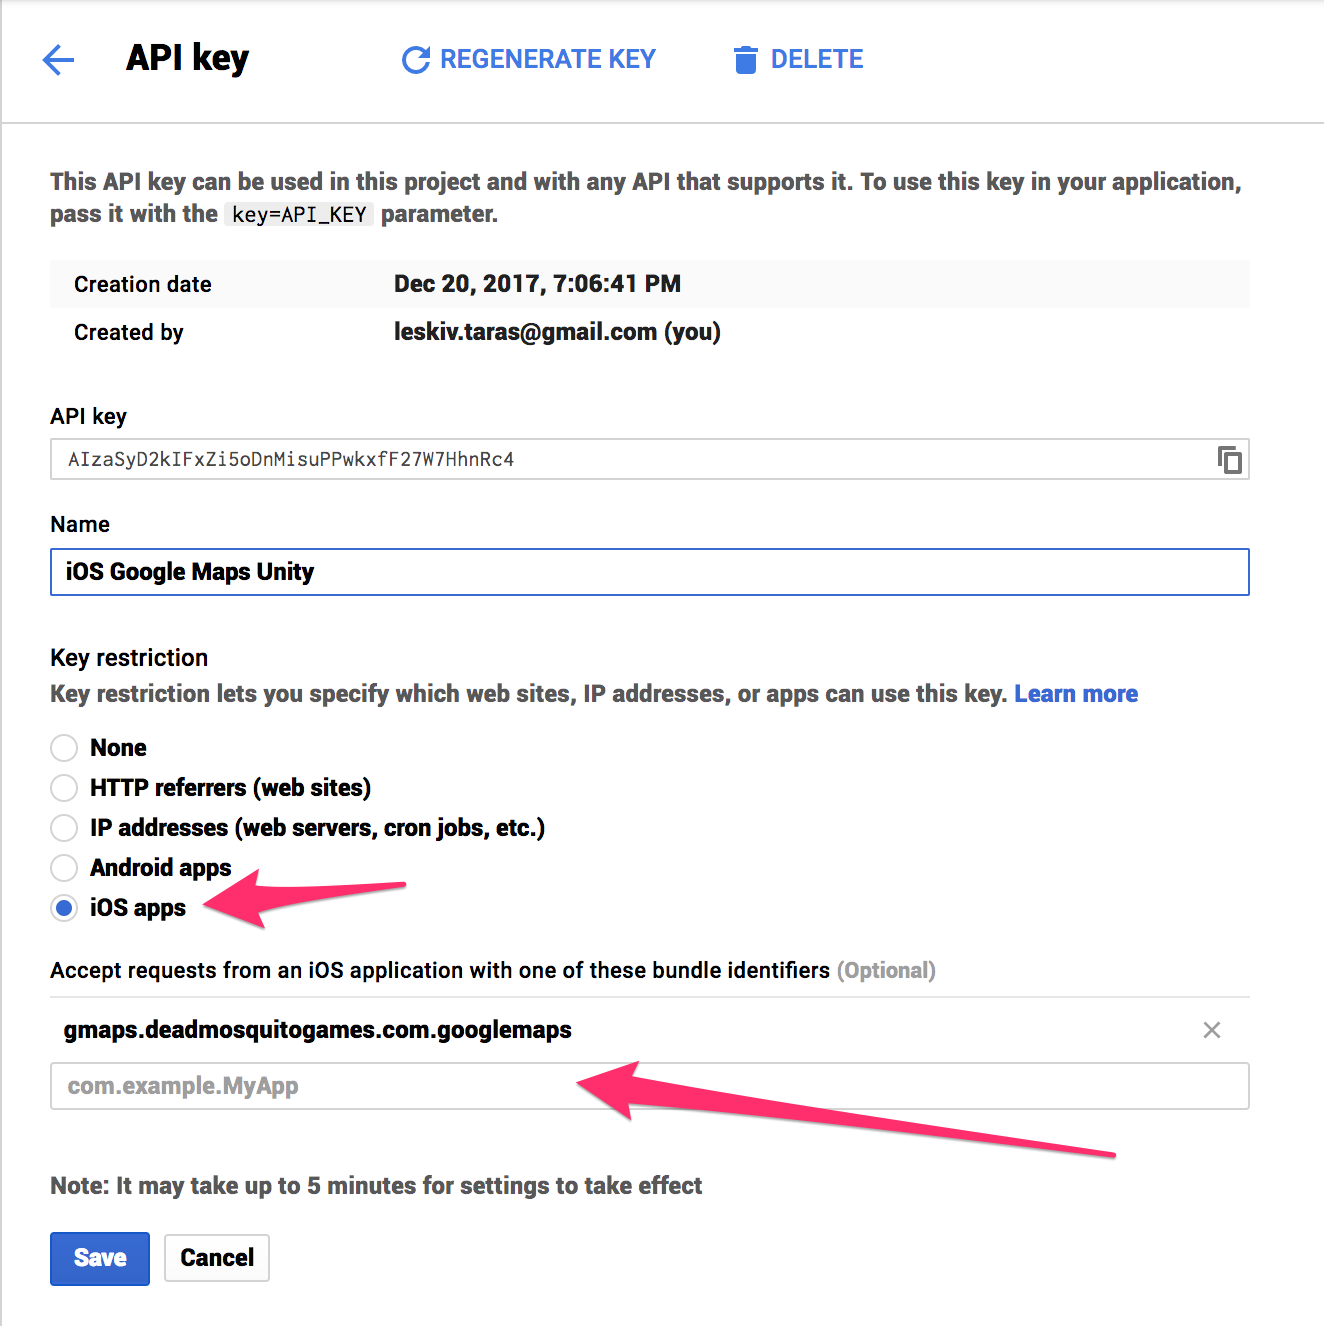 API key
REGENERATE KEY
DELETE
This API key can be used in this project and with any API that supports it. To use this key in your application,
pass it with the key=API_KEY parameter.
Creation date Dec 20, 2017, 7:06:41 PM
Created by leskiv.taras@gmail.com (you)
API key
AIzaSyD2kIFxZi5oDnMisuPPwkxfF27W7HhnRc4
Name
iOS Google Maps Unity
Key restriction
Key restriction lets you specify which web sites, IP addresses, or apps can use this key. Learn more
None
HTTP referrers (web sites)
IP addresses (web servers, cron jobs, etc.)
Android apps
iOS apps
Accept requests from an iOS application with one of these bundle identifiers (Optional)
gmaps.deadmosquitogames.com.googlemaps
com.example.MyApp
Note: It may take up to 5 minutes for settings to take effect
Save
Cancel